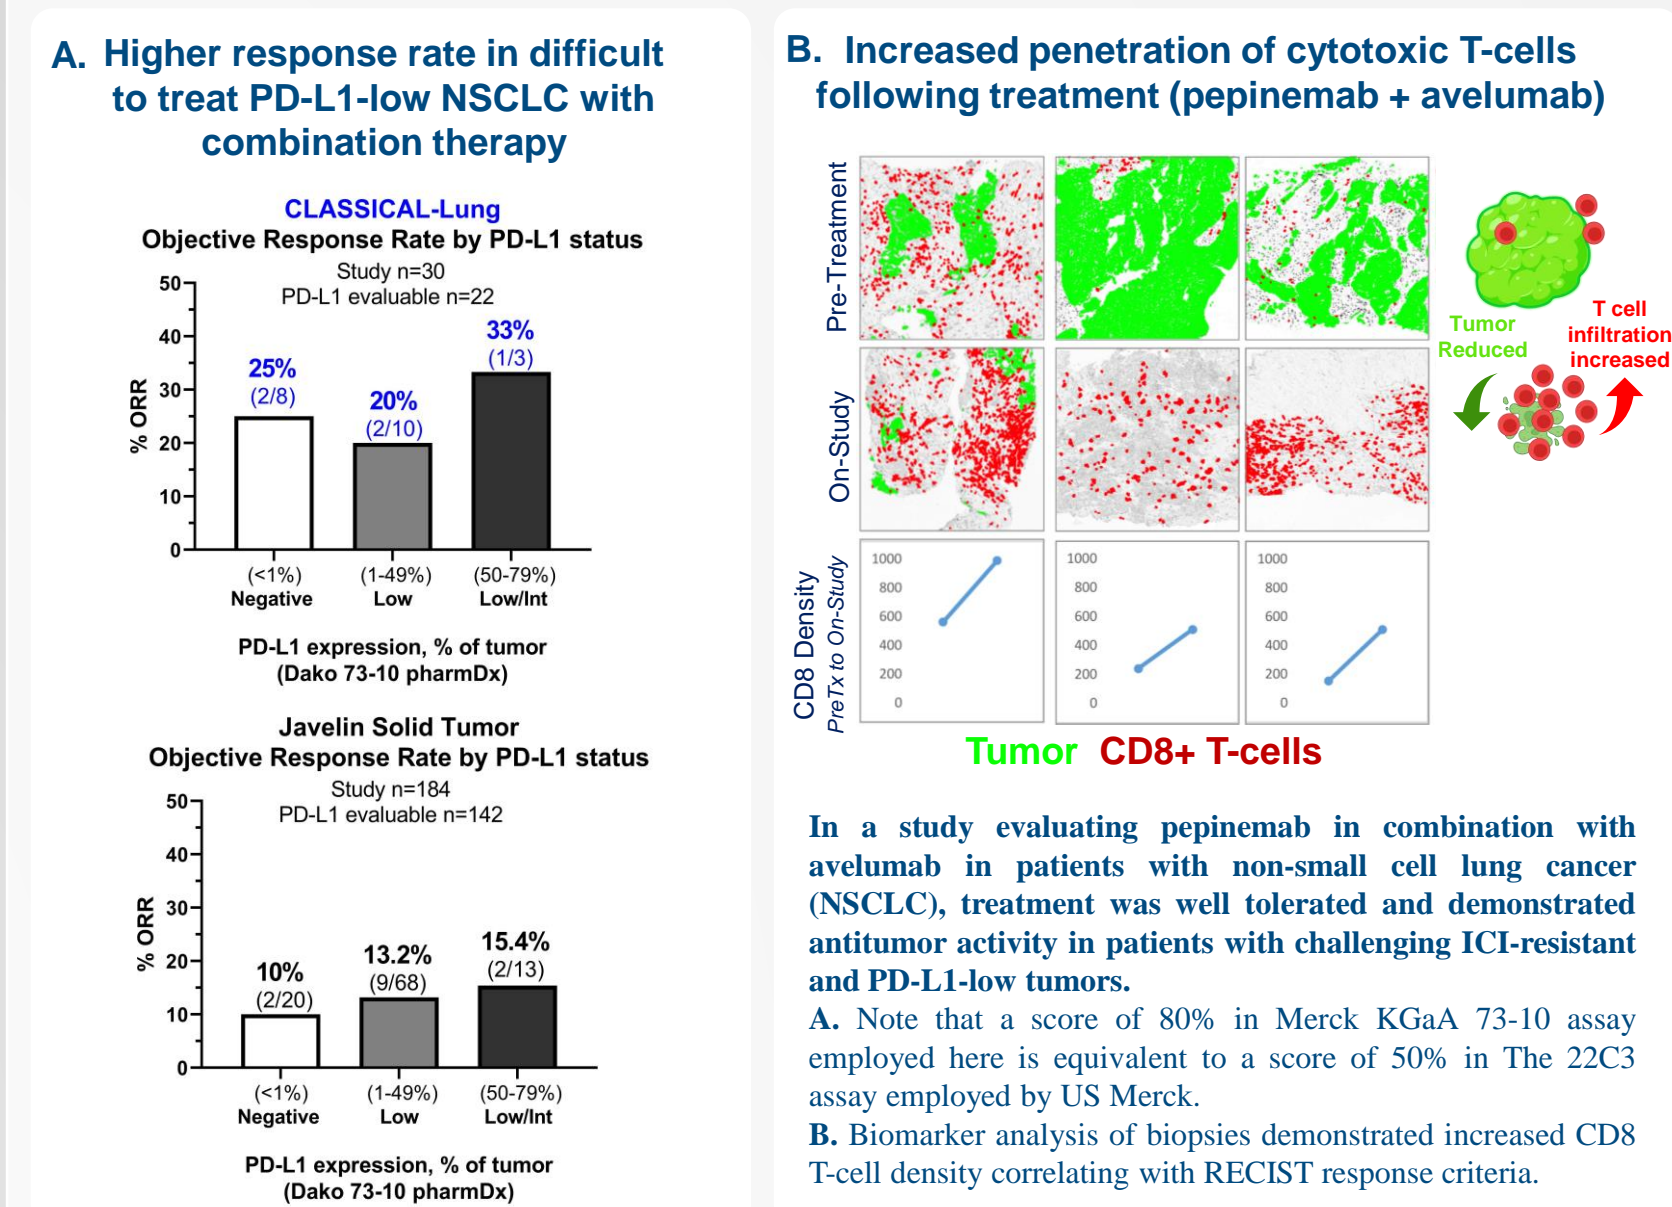 A. Higher response rate in difficult
to treat PD-L1-low NSCLC with
combination therapy
CLASSICAL-Lung
Objective Response Rate by PD-L1 status
Study n=30
PD-L1 evaluable n=22
% ORR
50
40
30
20
10
0
25%
(2/8)
20%
(2/10)
33%
(1/3)
(<1%) (1-49%) (50-79%)
Negative Low Low/Int
PD-L1 expression, % of tumor
(Dako 73-10 pharmDx)
Javelin Solid Tumor
Objective Response Rate by PD-L1 status
Study n=184
PD-L1 evaluable n=142
% ORR
50
40
30
20
10
0
10%
(2/20)
13.2%
(9/68)
15.4%
(2/13)
(<1%) (1-49%) (50-79%)
Negative Low Low/Int
PD-L1 expression, % of tumor
(Dako 73-10 pharmDx)
B. Increased penetration of cytotoxic T-cells
following treatment (pepinemab + avelumab)
Pre-Treatment
On-Study
Tumor
Reduced
T cell
infiltration
increased
CD8 Density
PreTx to On-Study
1000
800
600
400
200
0
1000
800
600
400
200
0
1000
800
600
400
200
0
Tumor CD8+ T-cells
In a study evaluating pepinemab in combination with
avelumab in patients with non-small cell lung cancer
(NSCLC), treatment was well tolerated and demonstrated
antitumor activity in patients with challenging ICI-resistant
and PD-L1-low tumors.
A. Note that a score of 80% in Merck KGaA 73-10 assay
employed here is equivalent to a score of 50% in The 22C3
assay employed by US Merck.
B. Biomarker analysis of biopsies demonstrated increased CD8
T-cell density correlating with RECIST response criteria.